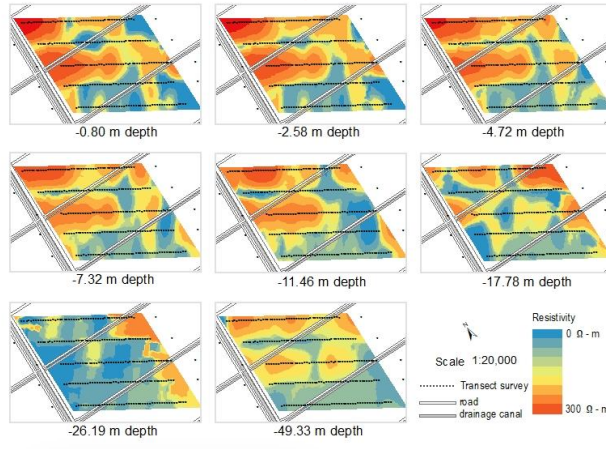 -0.80 m depth
-2.58 m depth
-4.72 m depth
-7.32 m depth
-11.46 m depth
-17.78 m depth
-26.19 m depth
-49.33 m depth
N
Scale 1:20,000
Transect survey
road
drainage canal
Resistivity
0 Ω - m
300 Ω - m